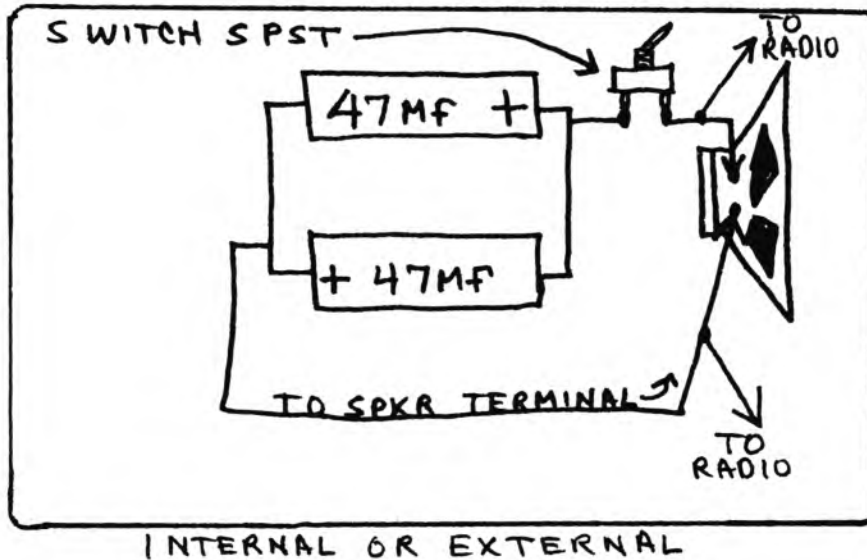 SWITCH SPST
TO
RADIO
47Mf +
+ 47Mf
TO SPKR TERMINAL
TO
RADIO
INTERNAL OR EXTERNAL